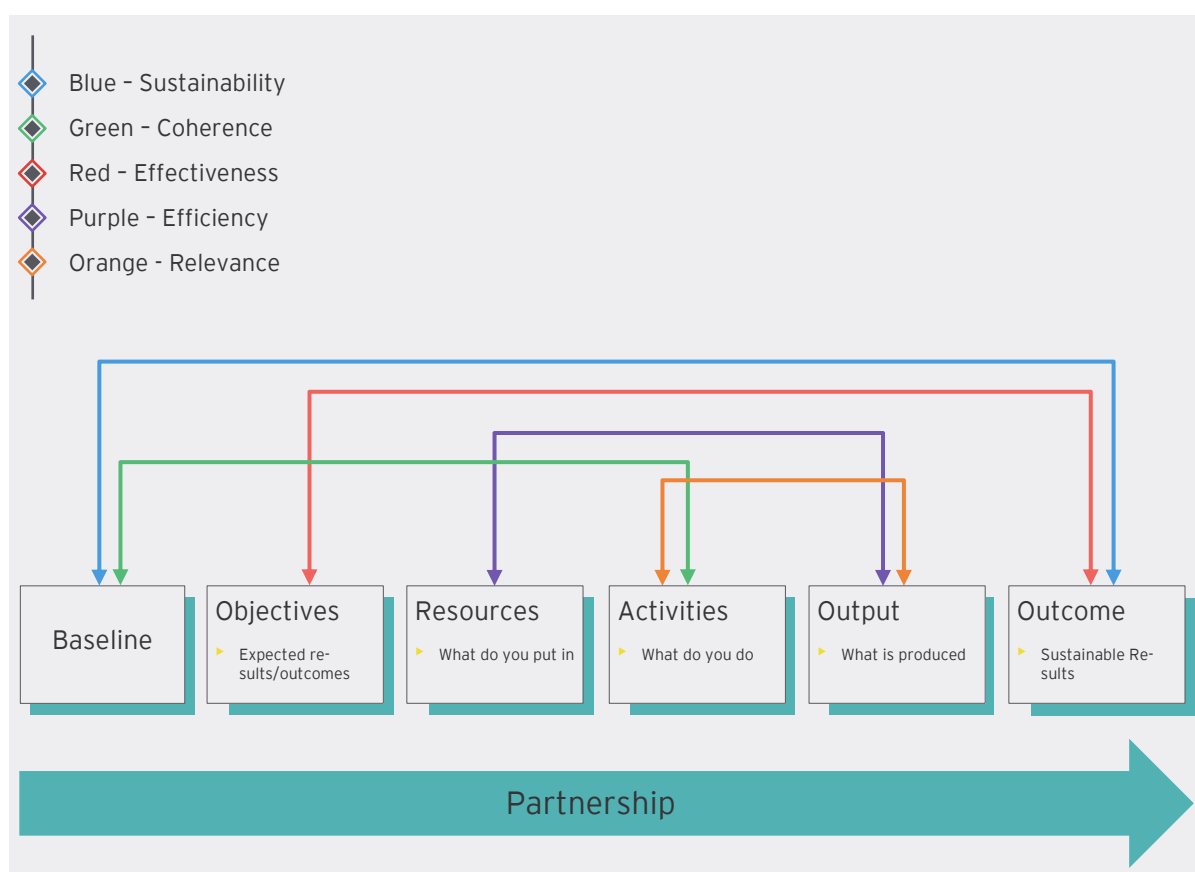 Blue – Sustainability
Green – Coherence
Red – Effectiveness
Purple – Efficiency
Orange - Relevance
Baseline
Objectives
Expected re-
sults/outcomes
Resources
What do you put in
Activities
What do you do
Output
What is produced
Outcome
Sustainable Re-
sults
Partnership